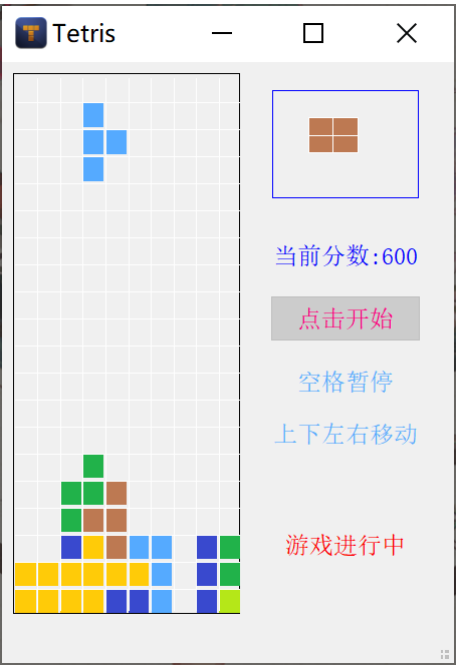 Tetris
当前分数:600
点击开始
空格暂停
上下左右移动
游戏进行中